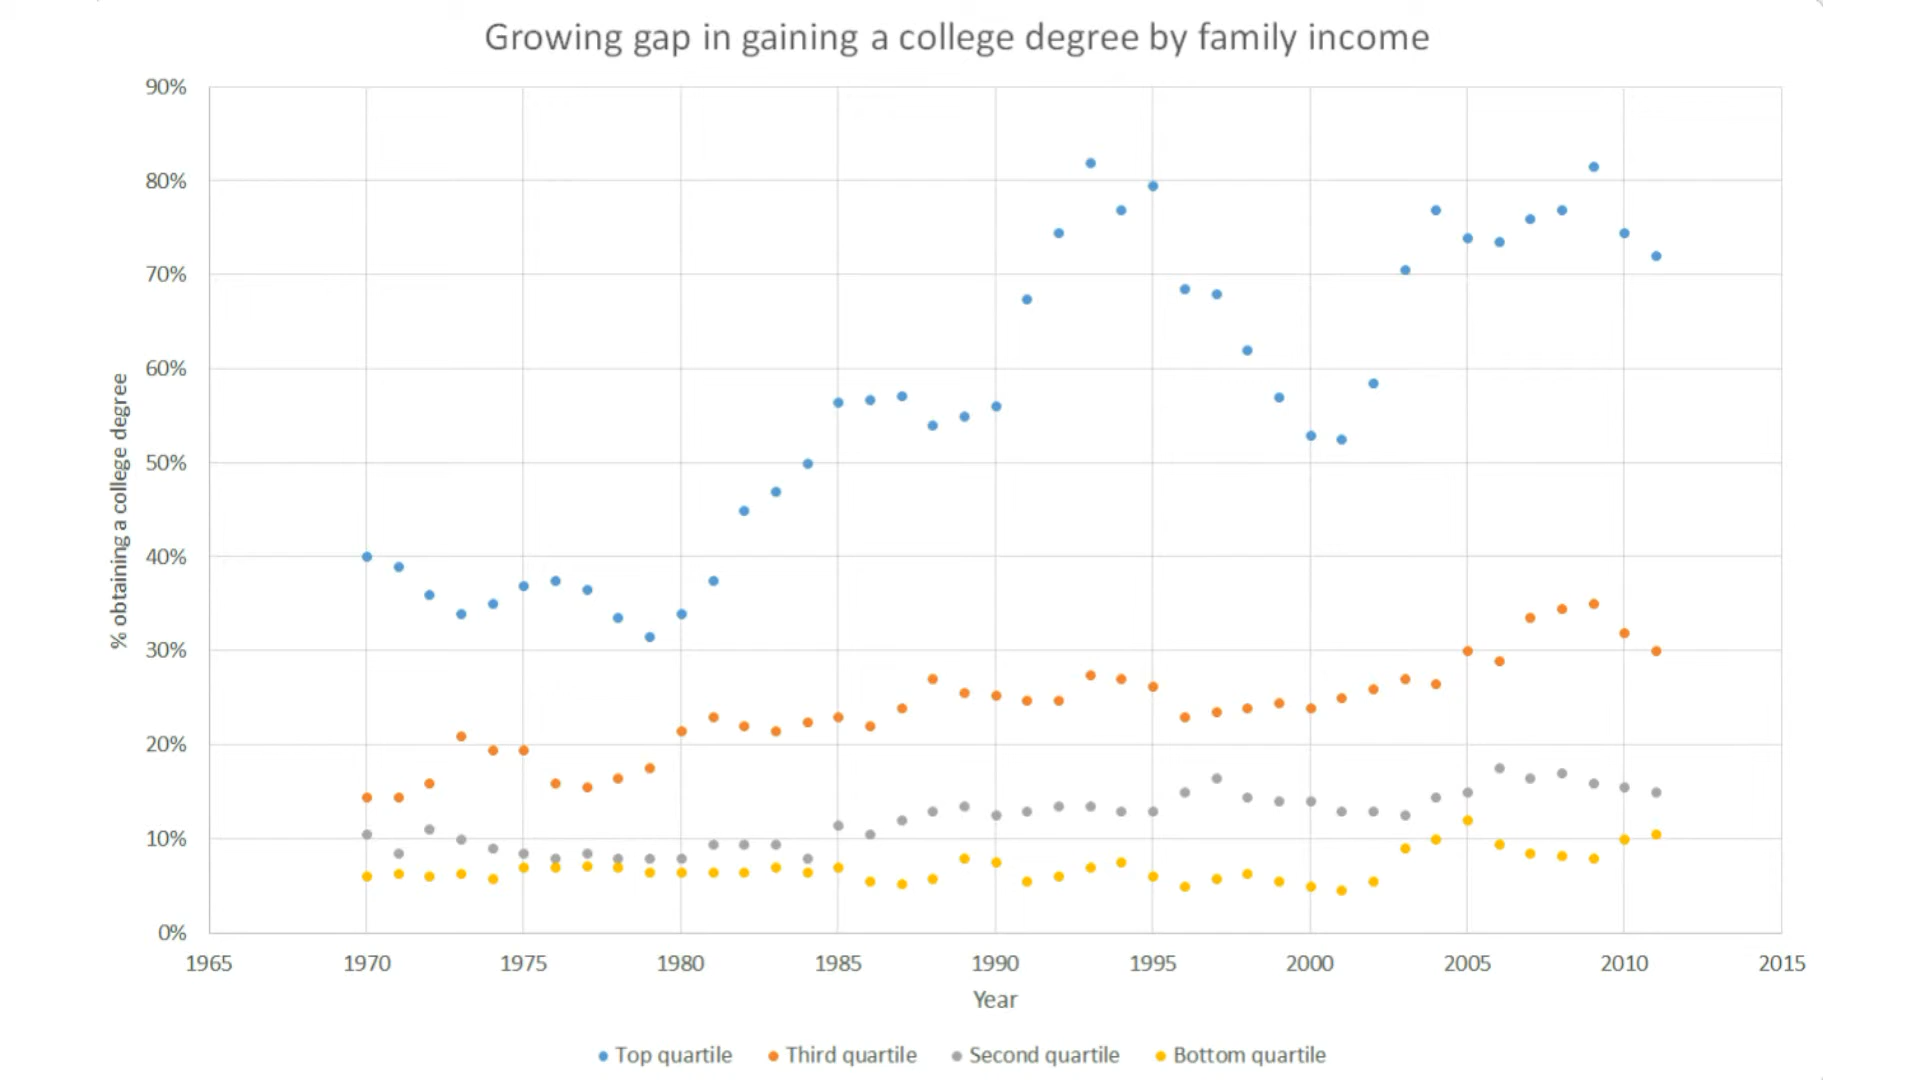 Growing gap in gaining a college degree by family income
90%
80%
70%
60%
50%
40%
30%
20%
10%
0%
% obtaining a college degree
1965 1970 1975 1980 1985 1990 1995 2000 2005 2010 2015
Year
Top quartile Third quartile Second quartile Bottom quartile